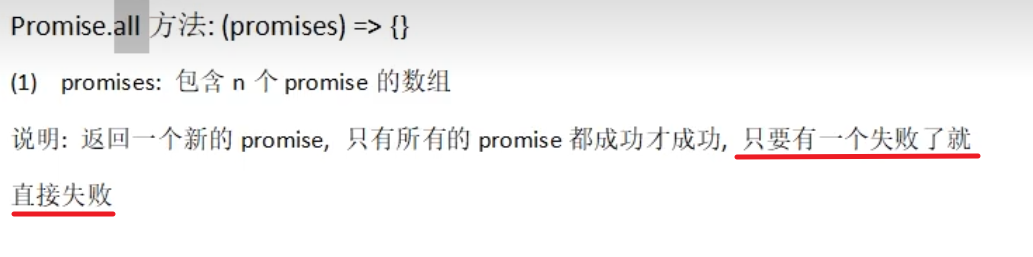 Promise.all 方法: (promises) => {}
(1) promises: 包含 n 个 promise 的数组
说明: 返回一个新的 promise, 只有所有的 promise 都成功才成功, 只要有一个失败了就
直接失败